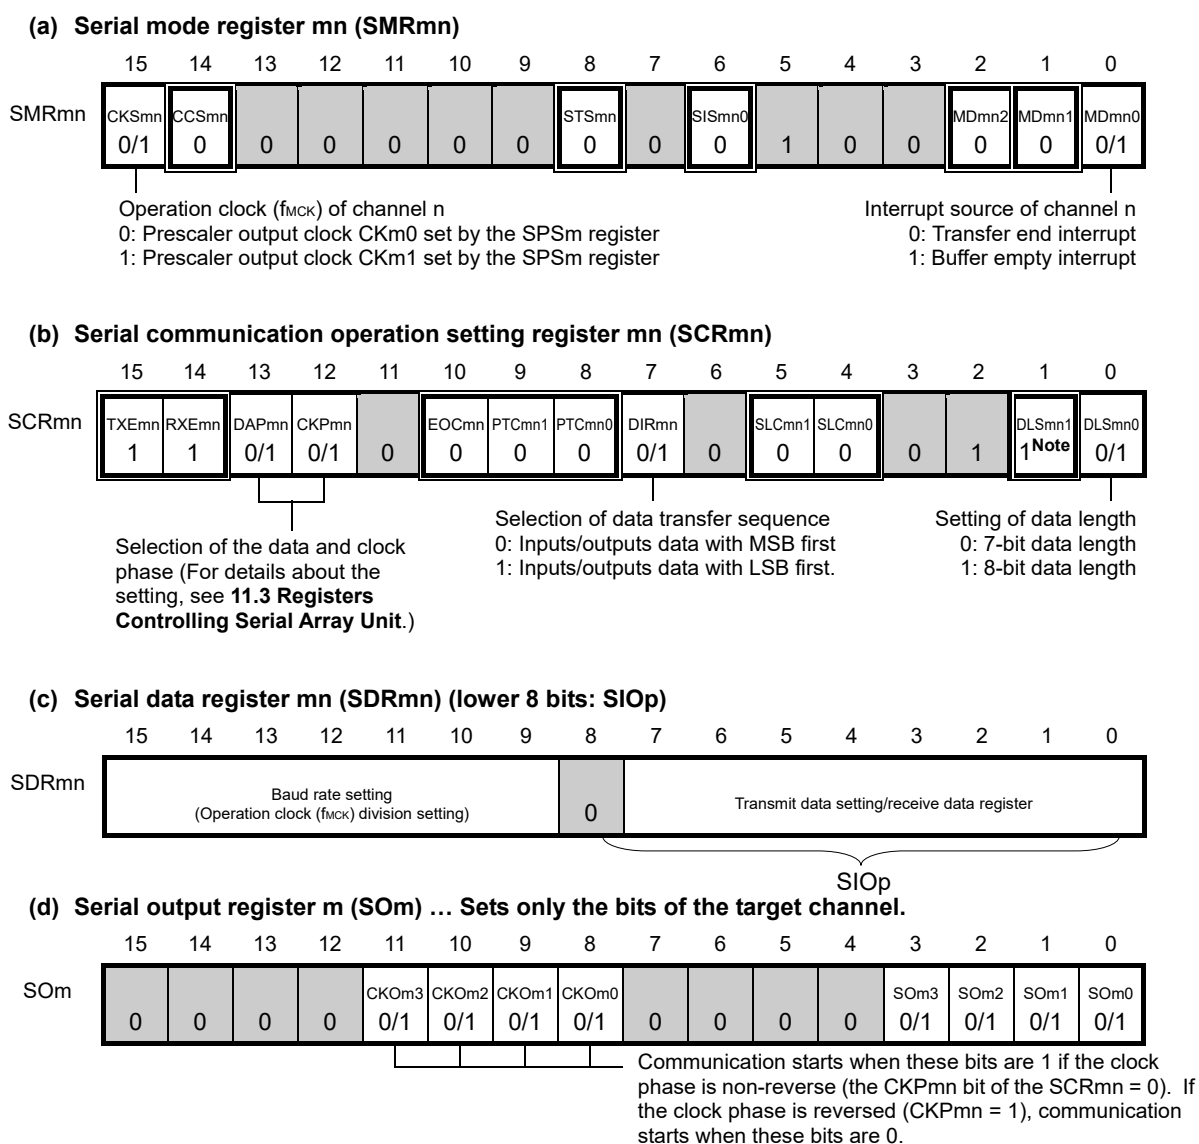 (a) Serial mode register mn (SMRmn)
15 14 13 12 11 10 9 8 7 6 5 4 3 2 1 0
SMRmn
CKSmn CCSmn STSmn SISmn0 MDmn2 MDmn1 MDmn0
0/1 0 0 0 0 0 0 0 0 0 1 0 0 0 0 0/1
Operation clock (fMCK) of channel n
0: Prescaler output clock CKm0 set by the SPSm register
1: Prescaler output clock CKm1 set by the SPSm register
Interrupt source of channel n
0: Transfer end interrupt
1: Buffer empty interrupt
(b) Serial communication operation setting register mn (SCRmn)
15 14 13 12 11 10 9 8 7 6 5 4 3 2 1 0
SCRmn
TXEmn RXEmn DAPmn CKPmn EOCmn PTCmn1 PTCmn0 DIRmn SLCmn1 SLCmn0 DLSmn1 DLSmn0
1 1 0/1 0/1 0 0 0 0 0/1 0 0 0 0 1 1Note 0/1
Selection of the data and clock
phase (For details about the
setting, see 11.3 Registers
Controlling Serial Array Unit.)
Selection of data transfer sequence
0: Inputs/outputs data with MSB first
1: Inputs/outputs data with LSB first.
Setting of data length
0: 7-bit data length
1: 8-bit data length
(c) Serial data register mn (SDRmn) (lower 8 bits: SIOp)
15 14 13 12 11 10 9 8 7 6 5 4 3 2 1 0
SDRmn
Baud rate setting
(Operation clock (fMCK) division setting)
0
Transmit data setting/receive data register
SIOp
(d) Serial output register m (SOm) … Sets only the bits of the target channel.
15 14 13 12 11 10 9 8 7 6 5 4 3 2 1 0
SOm
CKOm3 CKOm2 CKOm1 CKOm0 SOm3 SOm2 SOm1 SOm0
0 0 0 0 0/1 0/1 0/1 0/1 0 0 0 0 0/1 0/1 0/1 0/1
Communication starts when these bits are 1 if the clock
phase is non-reverse (the CKPmn bit of the SCRmn = 0). If
the clock phase is reversed (CKPmn = 1), communication
starts when these bits are 0.